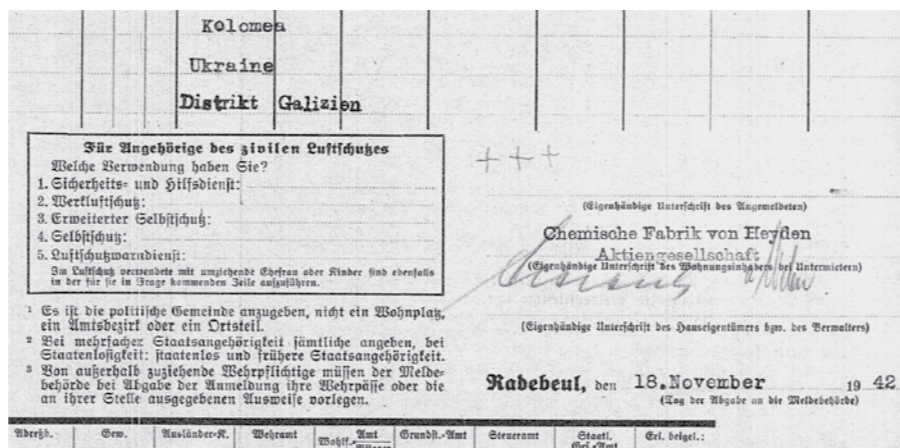 Kolomea
Ukraine
Distrikt Galizien
Für Angehörige des zivilen Luftschutzes
Welche Verwendung haben Sie?
1. Sicherheits- und Hilfsdienst:
2. Werkluftschutz:
3. Erweiterter Selbstschutz:
4. Selbstschutz:
5. Luftschutzwarndienst:
Im Luftschutz verwendete mit umziehende Ehefrau oder Kinder sind ebenfalls
in der für sie in Frage kommenden Zeile aufzuführen.
¹ Es ist die politische Gemeinde anzugeben, nicht ein Wohnplatz,
ein Amtsbezirk oder ein Ortsteil.
² Bei mehrfacher Staatsangehörigkeit sämtliche angeben, bei
Staatenlosigkeit: staatenlos und frühere Staatsangehörigkeit.
³ Von außerhalb zuziehende Wehrpflichtige müssen der Melde-
behörde bei Abgabe der Anmeldung ihre Wehrpässe oder die
an ihrer Stelle ausgegebenen Ausweise vorlegen.
+++
(Eigenhändige Unterschrift des Angemeldeten)
Chemische Fabrik von Heyden
Aktiengesellschaft
(Eigenhändige Unterschrift des Wohnungsinhabers bei Untermietern)
(Eigenhändige Unterschrift des Hauseigentümers bzw. des Verwalters)
Radebeul, den 18.November 1942
(Tag der Abgabe an die Meldebehörde)
Adreßb. Gew. Ausländer-K. Wehramt Wohlf.-Amt Grundst.-Amt Steueramt Staatl. Erl. beigel.: